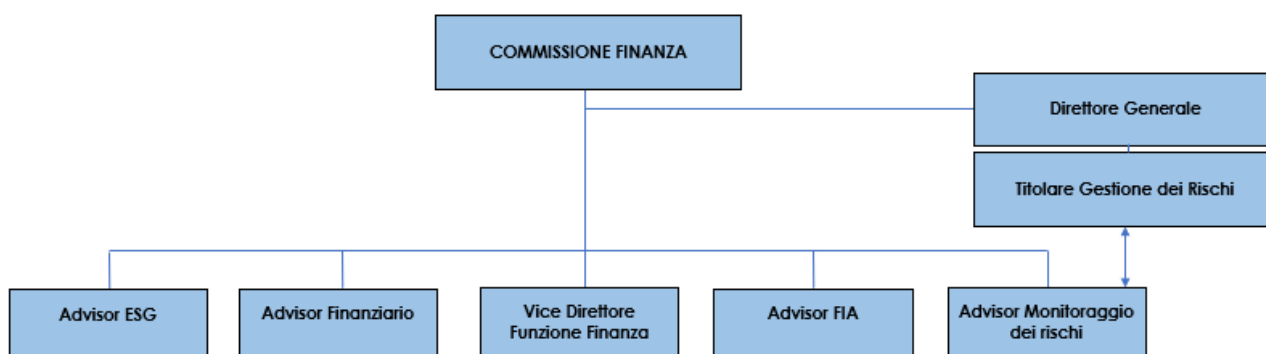 COMMISSIONE FINANZA
Direttore Generale
Titolare Gestione dei Rischi
Advisor ESG
Advisor Finanziario
Vice Direttore
Funzione Finanza
Advisor FIA
Advisor Monitoraggio
dei rischi